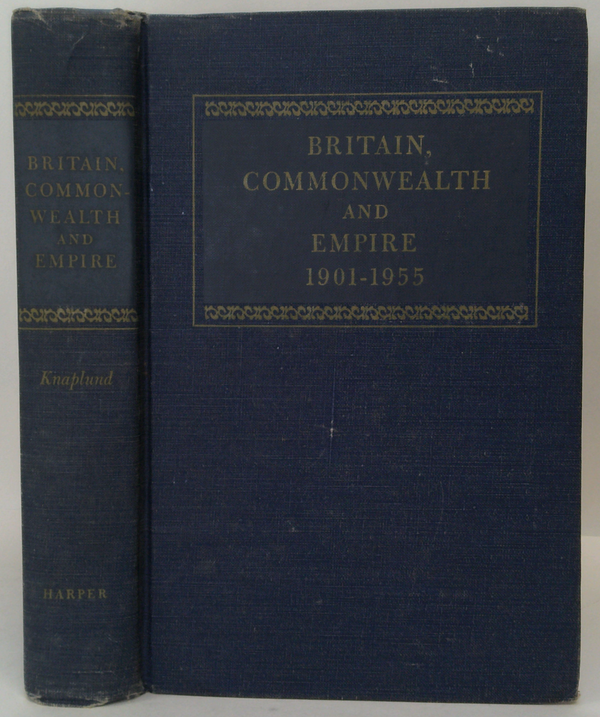 BRITAIN,
COMMON-
WEALTH
AND
EMPIRE
Knaplund
HARPER
BRITAIN,
COMMONWEALTH
AND
EMPIRE
1901-1955